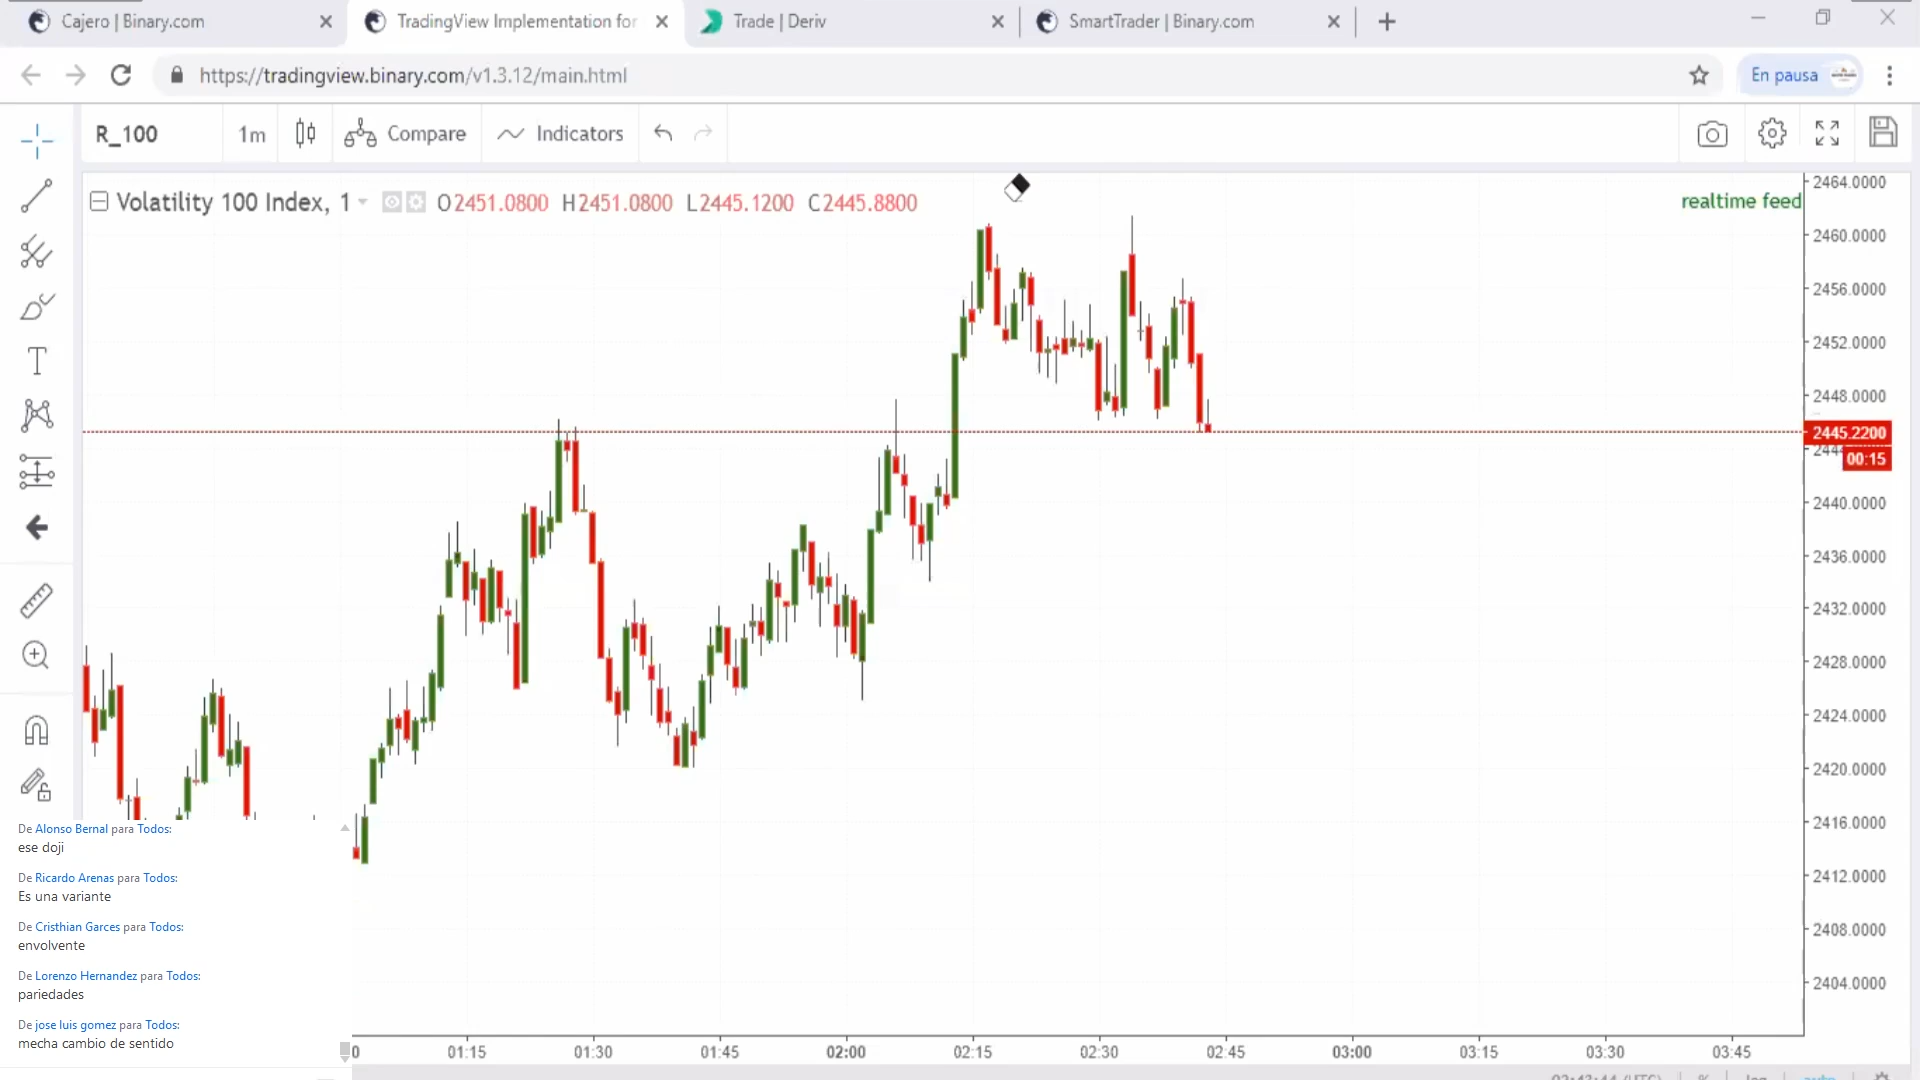 Cajero | Binary.com
TradingView Implementation for
Trade | Deriv
SmartTrader | Binary.com
https://tradingview.binary.com/v1.3.12/main.html
En pausa
R_100
1m
Compare
Indicators
Volatility 100 Index, 1
O2451.0800 H2451.0800 L2445.1200 C2445.8800
realtime feed
2464.0000
2460.0000
2456.0000
2452.0000
2448.0000
2445.2200
00:15
2440.0000
2436.0000
2432.0000
2428.0000
2424.0000
2420.0000
2416.0000
2412.0000
2408.0000
2404.0000
De Alonso Bernal para Todos:
ese doji
De Ricardo Arenas para Todos:
Es una variante
De Cristhian Garces para Todos:
envolvente
De Lorenzo Hernandez para Todos:
pariedades
De jose luis gomez para Todos:
mecha cambio de sentido
01:15
01:30
01:45
02:00
02:15
02:30
02:45
03:00
03:15
03:30
03:45